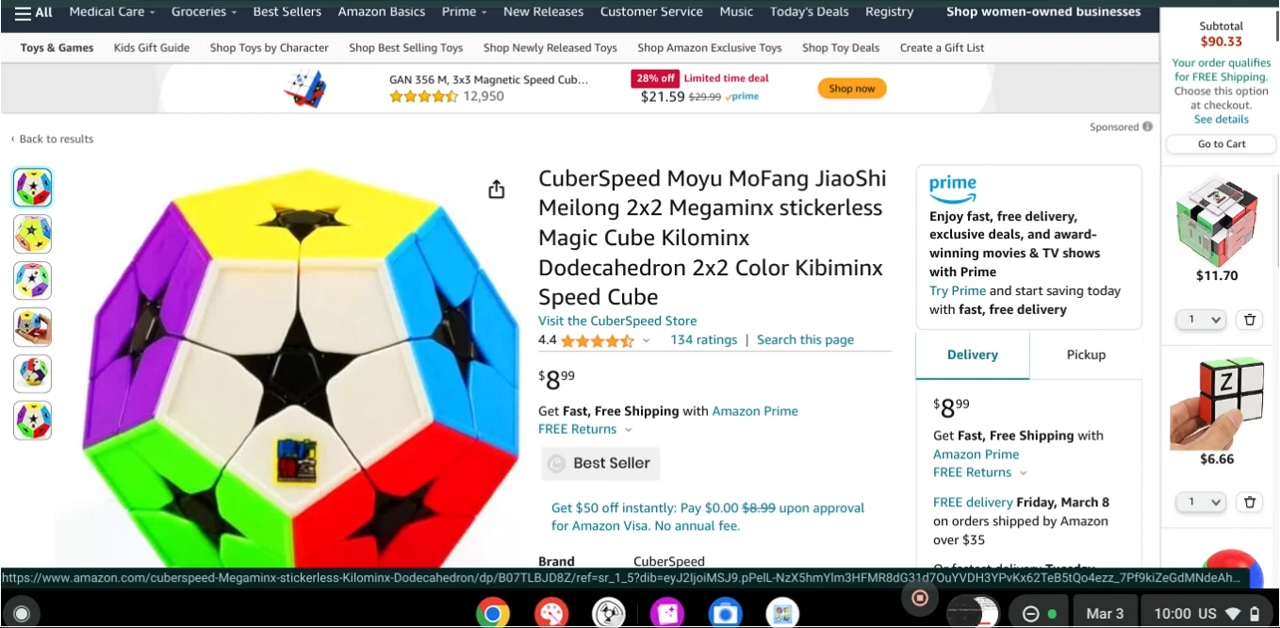 All Medical Care Groceries Best Sellers Amazon Basics Prime New Releases Customer Service Music Today's Deals Registry Shop women-owned businesses
Toys & Games Kids Gift Guide Shop Toys by Character Shop Best Selling Toys Shop Newly Released Toys Shop Amazon Exclusive Toys Shop Toy Deals Create a Gift List
GAN 356 M, 3x3 Magnetic Speed Cub...
12,950
28% off Limited time deal
$21.59 $29.99 prime
Shop now
Sponsored
‹ Back to results
CuberSpeed Moyu MoFang JiaoShi
Meilong 2x2 Megaminx stickerless
Magic Cube Kilominx
Dodecahedron 2x2 Color Kibiminx
Speed Cube
Visit the CuberSpeed Store
4.4 134 ratings | Search this page
$8 99
Get Fast, Free Shipping with Amazon Prime
FREE Returns
Best Seller
Get $50 off instantly: Pay $0.00 $8.99 upon approval
for Amazon Visa. No annual fee.
Brand CuberSpeed
prime
Enjoy fast, free delivery,
exclusive deals, and award-
winning movies & TV shows
with Prime
Try Prime and start saving today
with fast, free delivery
Delivery Pickup
$8 99
Get Fast, Free Shipping with
Amazon Prime
FREE Returns
FREE delivery Friday, March 8
on orders shipped by Amazon
over $35
Subtotal
$90.33
Your order qualifies
for FREE Shipping.
Choose this option
at checkout.
See details
Go to Cart
$11.70
1
Z
$6.66
1
https://www.amazon.com/cuberspeed-Megaminx-stickerless-Kilominx-Dodecahedron/dp/B07TLBJD8Z/ref=sr_1_5?dib=eyJ2IjoiMSJ9.pPelL-NzX5hmYlm3HFMR8dG31d7OuYVDH3YPvKx62TeB5tQo4ezz_7Pf9kiZeGdMNdeAh...
Mar 3 10:00 US